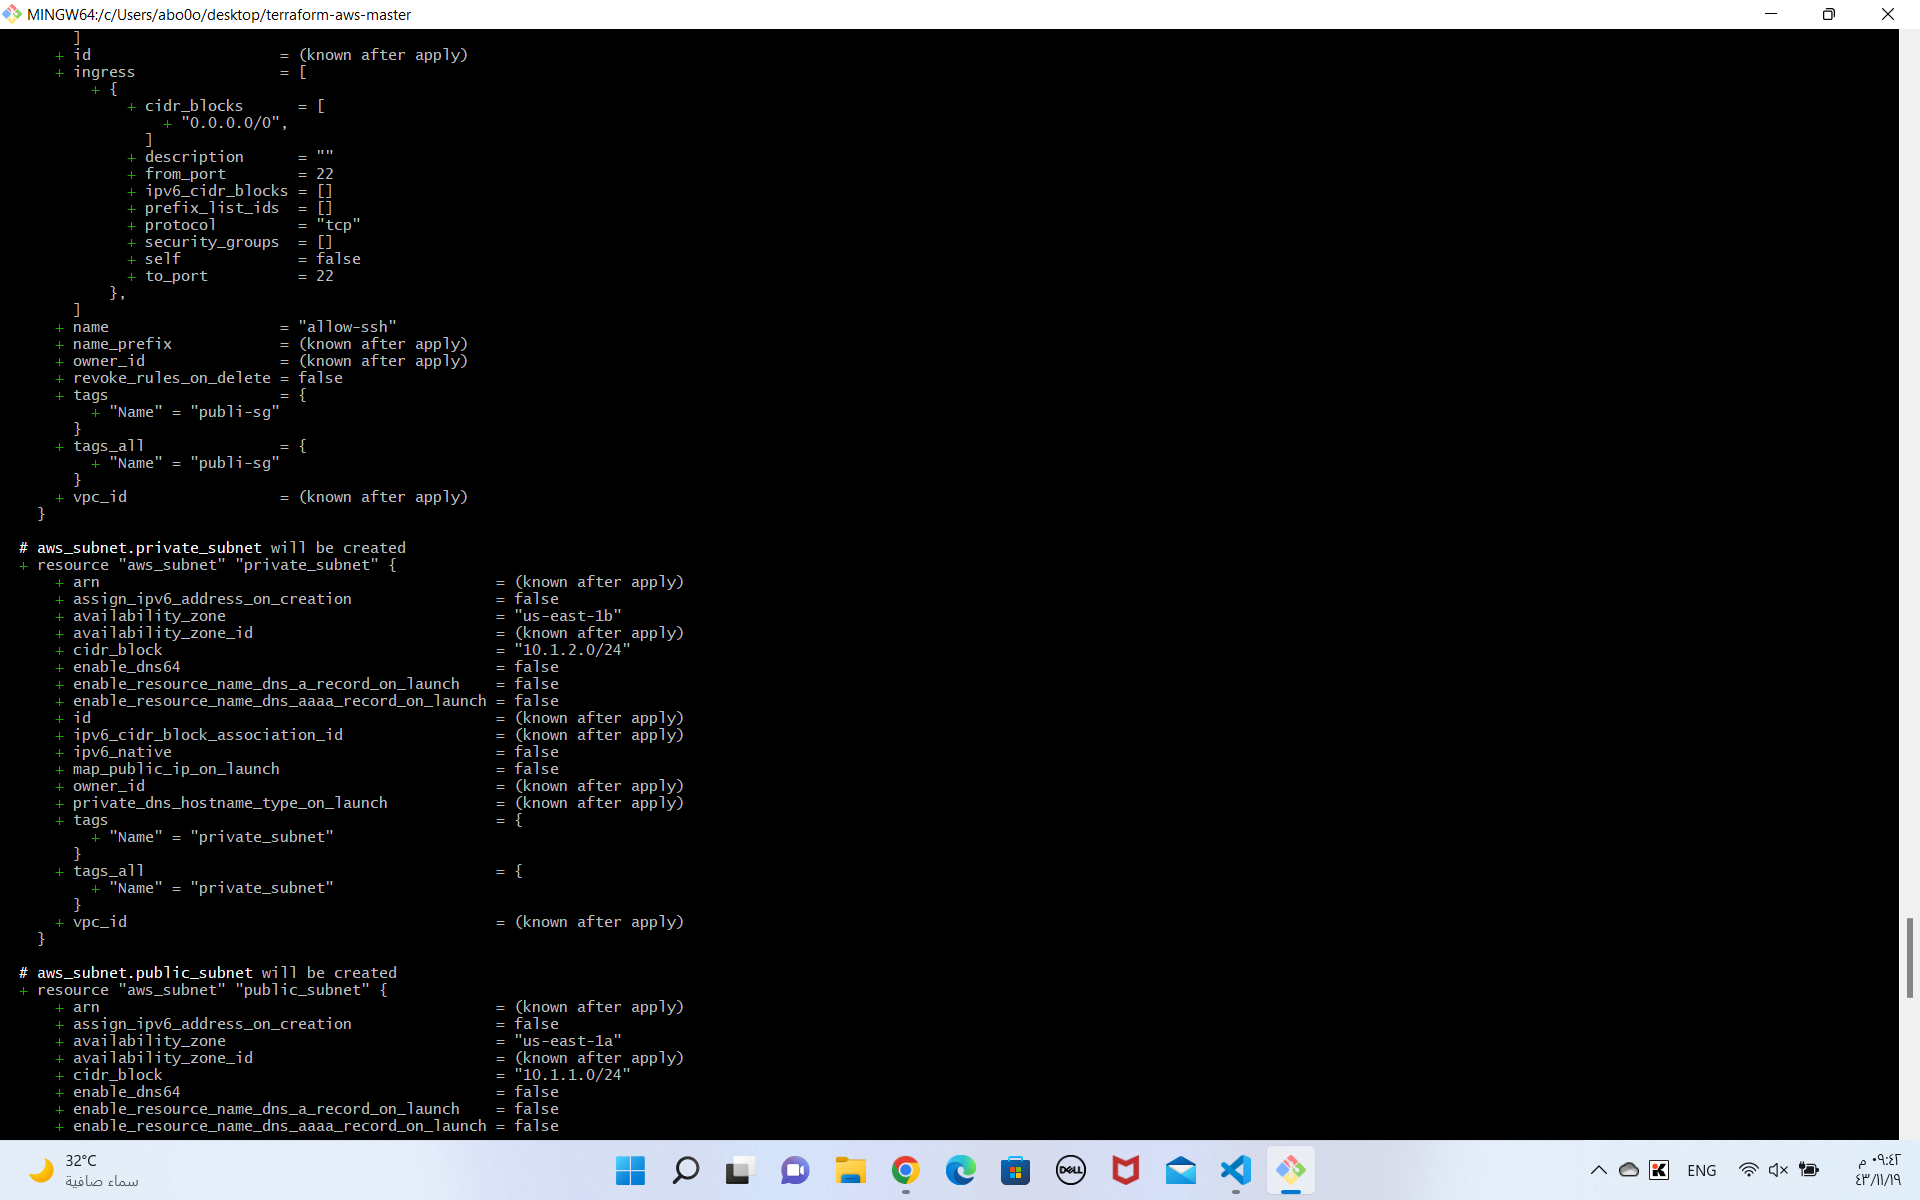 MINGW64:/c/Users/abo0o/desktop/terraform-aws-master
]
+ id = (known after apply)
+ ingress = [
+ {
+ cidr_blocks = [
+ "0.0.0.0/0",
]
+ description = ""
+ from_port = 22
+ ipv6_cidr_blocks = []
+ prefix_list_ids = []
+ protocol = "tcp"
+ security_groups = []
+ self = false
+ to_port = 22
},
]
+ name = "allow-ssh"
+ name_prefix = (known after apply)
+ owner_id = (known after apply)
+ revoke_rules_on_delete = false
+ tags = {
+ "Name" = "publi-sg"
}
+ tags_all = {
+ "Name" = "publi-sg"
}
+ vpc_id = (known after apply)
}
# aws_subnet.private_subnet will be created
+ resource "aws_subnet" "private_subnet" {
+ arn = (known after apply)
+ assign_ipv6_address_on_creation = false
+ availability_zone = "us-east-1b"
+ availability_zone_id = (known after apply)
+ cidr_block = "10.1.2.0/24"
+ enable_dns64 = false
+ enable_resource_name_dns_a_record_on_launch = false
+ enable_resource_name_dns_aaaa_record_on_launch = false
+ id = (known after apply)
+ ipv6_cidr_block_association_id = (known after apply)
+ ipv6_native = false
+ map_public_ip_on_launch = false
+ owner_id = (known after apply)
+ private_dns_hostname_type_on_launch = (known after apply)
+ tags = {
+ "Name" = "private_subnet"
}
+ tags_all = {
+ "Name" = "private_subnet"
}
+ vpc_id = (known after apply)
}
# aws_subnet.public_subnet will be created
+ resource "aws_subnet" "public_subnet" {
+ arn = (known after apply)
+ assign_ipv6_address_on_creation = false
+ availability_zone = "us-east-1a"
+ availability_zone_id = (known after apply)
+ cidr_block = "10.1.1.0/24"
+ enable_dns64 = false
+ enable_resource_name_dns_a_record_on_launch = false
+ enable_resource_name_dns_aaaa_record_on_launch = false
32°C
سماء صافية
DELL
K
ENG
٠٩:٤٢ م
٤٣/١١/١٩